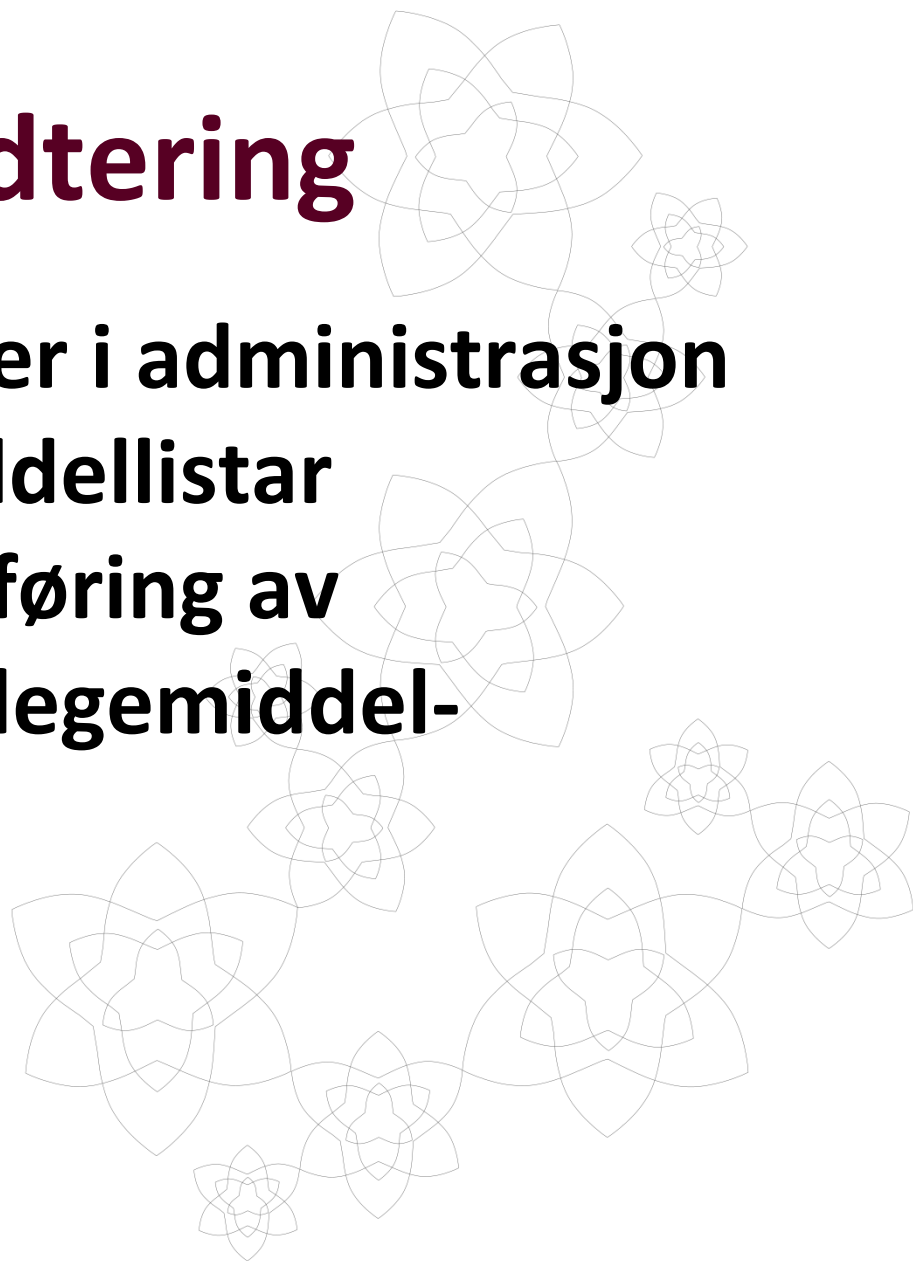 dtering
er i administrasjon
ldellistar
føring av
legemiddel-